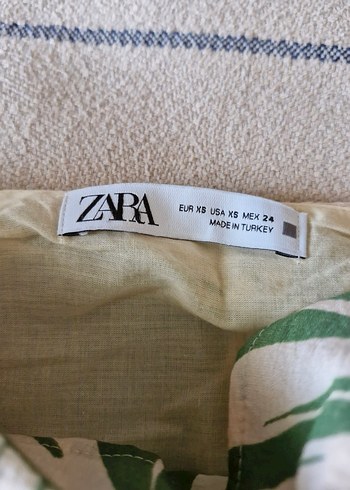 ZARA
EUR XS USA XS MEX 24
MADE IN TURKEY